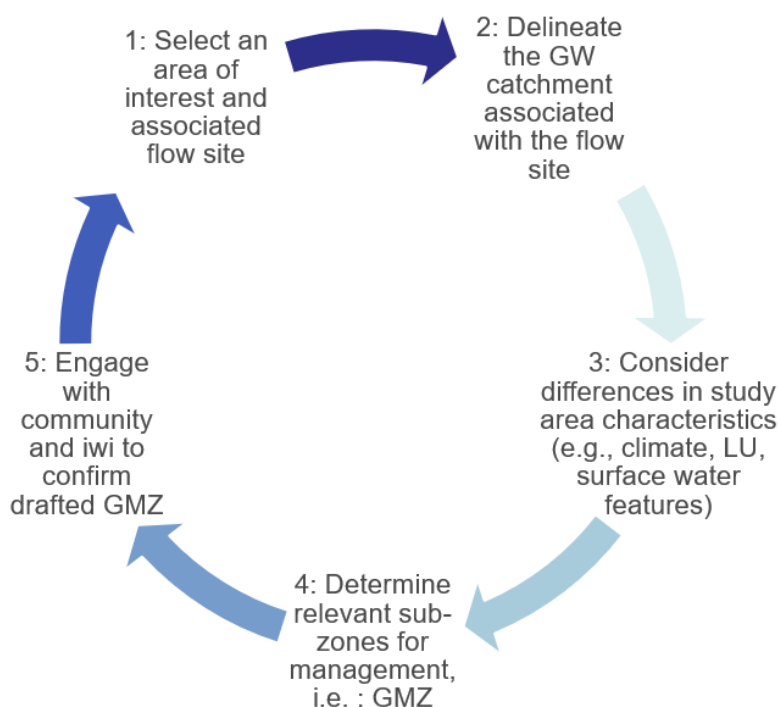 1: Select an
area of
interest and
associated
flow site
2: Delineate
the GW
catchment
associated
with the flow
site
3: Consider
differences in study
area characteristics
(e.g., climate, LU,
surface water
features)
4: Determine
relevant sub-
zones for
management,
i.e. : GMZ
5: Engage
with
community
and iwi to
confirm
drafted GMZ